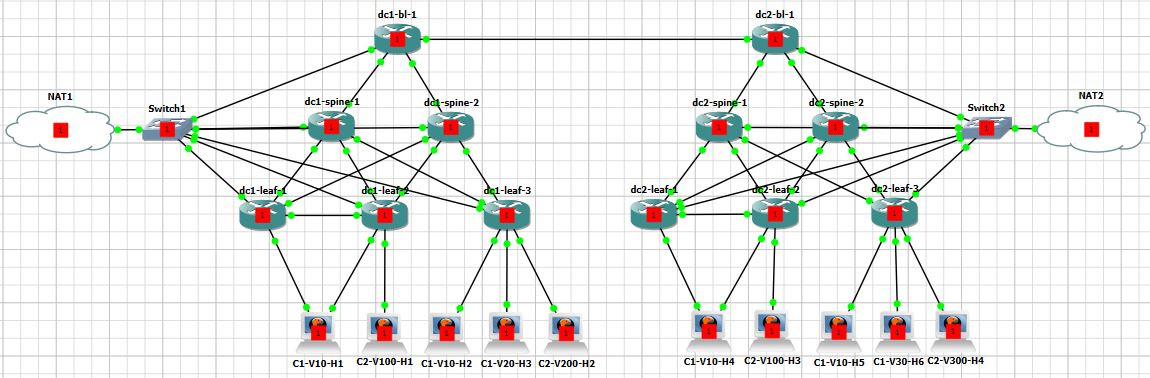 dc1-bl-1
dc2-bl-1
NAT1
Switch1
dc1-spine-1
dc1-spine-2
dc2-spine-1
dc2-spine-2
Switch2
NAT2
dc1-leaf-1
dc1-leaf-2
dc1-leaf-3
dc2-leaf-1
dc2-leaf-2
dc2-leaf-3
C1-V10-H1
C2-V100-H1
C1-V10-H2
C1-V20-H3
C2-V200-H2
C1-V10-H4
C2-V100-H3
C1-V10-H5
C1-V30-H6
C2-V300-H4